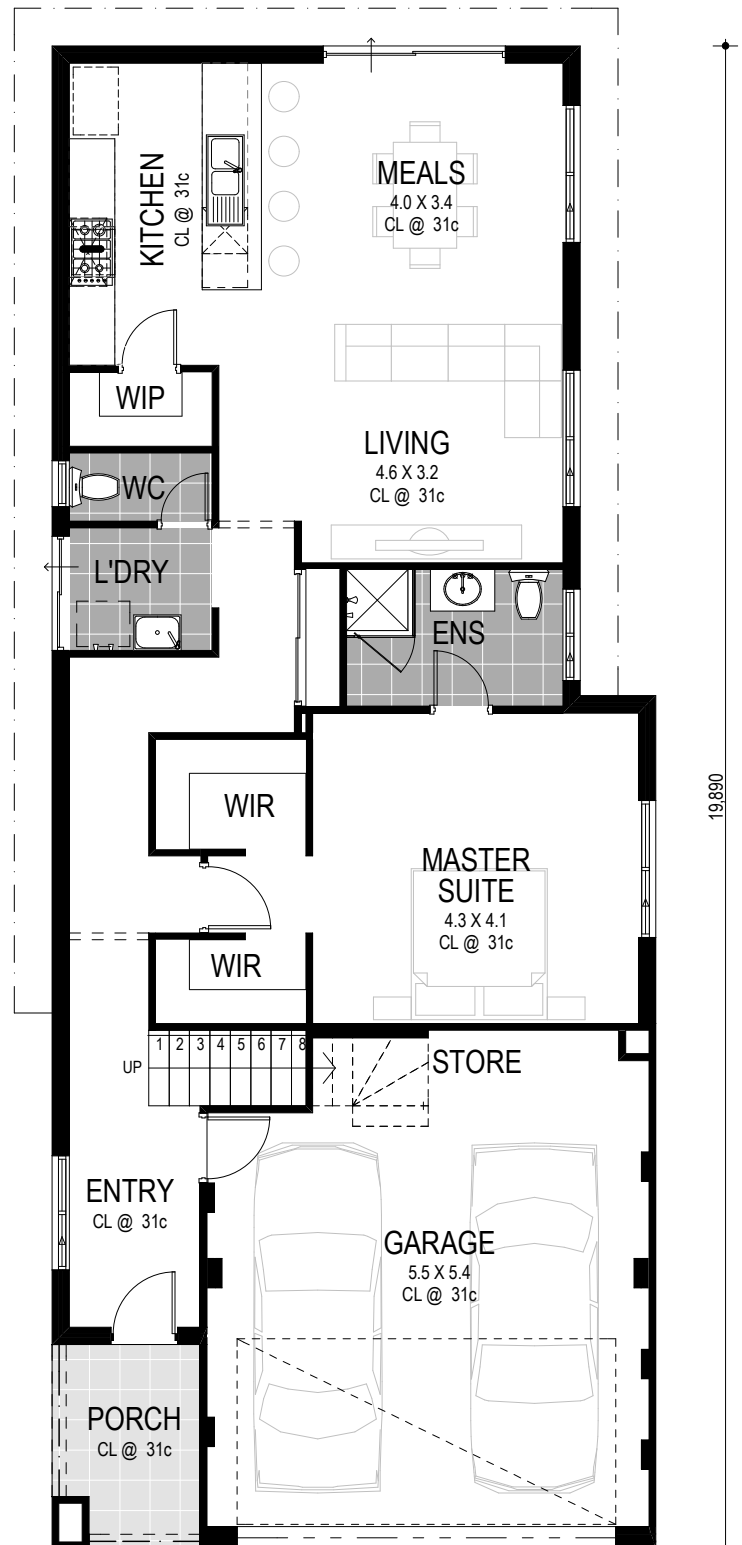 KITCHEN
CL @ 31c
MEALS
4.0 X 3.4
CL @ 31c
WIP
LIVING
4.6 X 3.2
CL @ 31c
WC
L'DRY
ENS
WIR
MASTER
SUITE
4.3 X 4.1
CL @ 31c
WIR
19,890
UP
1 2 3 4 5 6 7 8
STORE
ENTRY
CL @ 31c
GARAGE
5.5 X 5.4
CL @ 31c
PORCH
CL @ 31c